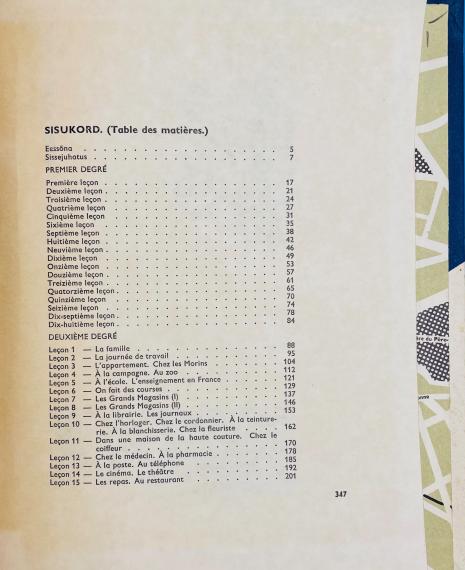 SISUKORD. (Table des matières.)
Eessõna . . . . . . . . . . . . . . . . . 5
Sissejuhatus . . . . . . . . . . . . . . . . . 7
PREMIER DEGRÉ
Première leçon . . . . . . . . . . . . . . . 17
Deuxième leçon . . . . . . . . . . . . . . . 21
Troisième leçon . . . . . . . . . . . . . . . 24
Quatrième leçon . . . . . . . . . . . . . . . 27
Cinquième leçon . . . . . . . . . . . . . . . 31
Sixième leçon . . . . . . . . . . . . . . . 35
Septième leçon . . . . . . . . . . . . . . . 38
Huitième leçon . . . . . . . . . . . . . . . 42
Neuvième leçon . . . . . . . . . . . . . . . 46
Dixième leçon . . . . . . . . . . . . . . . 49
Onzième leçon . . . . . . . . . . . . . . . 53
Douzième leçon . . . . . . . . . . . . . . . 57
Treizième leçon . . . . . . . . . . . . . . . 61
Quatorzième leçon . . . . . . . . . . . . . . 65
Quinzième leçon . . . . . . . . . . . . . . . 70
Seizième leçon . . . . . . . . . . . . . . . 74
Dix-septième leçon . . . . . . . . . . . . . . 78
Dix-huitième leçon . . . . . . . . . . . . . . 84
DEUXIÈME DEGRÉ
Leçon 1 — La famille . . . . . . . . . . . . 88
Leçon 2 — La journée de travail . . . . . . . . . 95
Leçon 3 — L'appartement. Chez les Morins . . . . . . 104
Leçon 4 — À la campagne. Au zoo . . . . . . . . 112
Leçon 5 — À l'école. L'enseignement en France . . . . . 121
Leçon 6 — On fait des courses . . . . . . . . . 129
Leçon 7 — Les Grands Magasins (I) . . . . . . . . 137
Leçon 8 — Les Grands Magasins (II) . . . . . . . . 146
Leçon 9 — À la librairie. Les journaux . . . . . . . 153
Leçon 10 — Chez l'horloger. Chez le cordonnier. À la teinture-
rie. À la blanchisserie. Chez la fleuriste . . . . 162
Leçon 11 — Dans une maison de la haute couture. Chez le
coiffeur . . . . . . . . . . . . . 170
Leçon 12 — Chez le médecin. À la pharmacie . . . . . 178
Leçon 13 — À la poste. Au téléphone . . . . . . . 185
Leçon 14 — Le cinéma. Le théâtre . . . . . . . . 192
Leçon 15 — Les repas. Au restaurant . . . . . . . 201
347